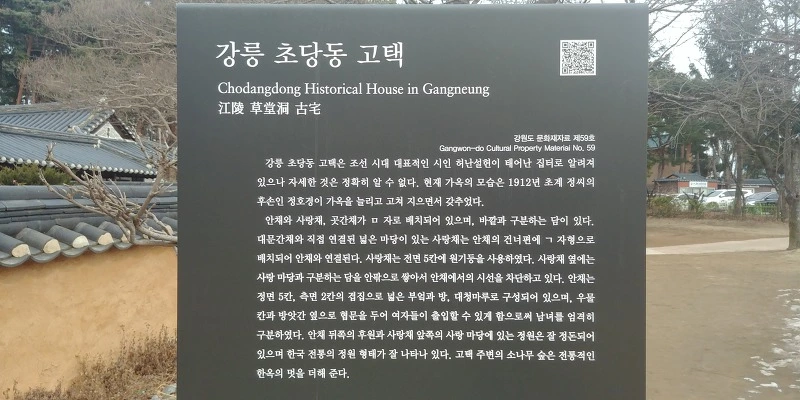 강릉 초당동 고택
Chodangdong Historical House in Gangneung
江陵 草堂洞 古宅
강원도 문화재자료 제59호
Gangwon-do Cultural Property Material No. 59
강릉 초당동 고택은 조선 시대 대표적인 시인 허난설헌이 태어난 집터로 알려져
있으나 자세한 것은 정확히 알 수 없다. 현재 가옥의 모습은 1912년 초계 정씨의
후손인 정호경이 가옥을 늘리고 고쳐 지으면서 갖추었다.
안채와 사랑채, 곳간채가 ㅁ 자로 배치되어 있으며, 바깥과 구분하는 담이 있다.
대문간채와 직접 연결된 넓은 마당이 있는 사랑채는 안채의 건너편에 ㄱ 자형으로
배치되어 안채와 연결된다. 사랑채는 전면 5칸에 원기둥을 사용하였다. 사랑채 옆에는
사랑 마당과 구분하는 담을 안팎으로 쌓아서 안채에서의 시선을 차단하고 있다. 안채는
정면 5칸, 측면 2칸의 겹집으로 넓은 부엌과 방, 대청마루로 구성되어 있으며, 우물
칸과 방앗간 옆으로 협문을 두어 여자들이 출입할 수 있게 함으로써 남녀를 엄격히
구분하였다. 안채 뒤쪽의 후원과 사랑채 앞쪽의 사랑 마당에 있는 정원은 잘 정돈되어
있으며 한국 전통의 정원 형태가 잘 나타나 있다. 고택 주변의 소나무 숲은 전통적인
한옥의 멋을 더해 준다.